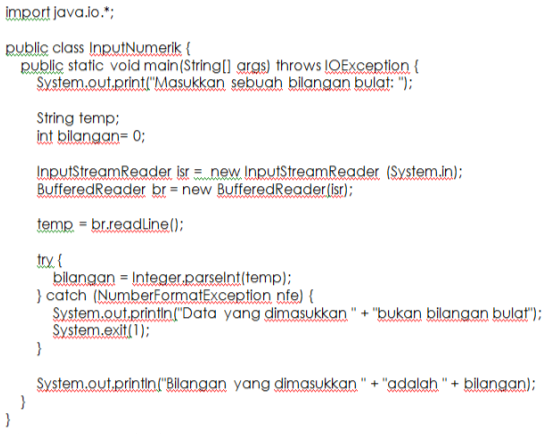 import java.io.*;
public class InputNumerik {
public static void main(String[] args) throws IOException {
System.out.print("Masukkan sebuah bilangan bulat: ");
String temp;
int bilangan= 0;
InputStreamReader isr = new InputStreamReader (System.in);
BufferedReader br = new BufferedReader(isr);
temp = br.readLine();
try {
bilangan = Integer.parseInt(temp);
} catch (NumberFormatException nfe) {
System.out.println("Data yang dimasukkan " + "bukan bilangan bulat");
System.exit(1);
}
System.out.println("Bilangan yang dimasukkan " + "adalah " + bilangan);
}
}